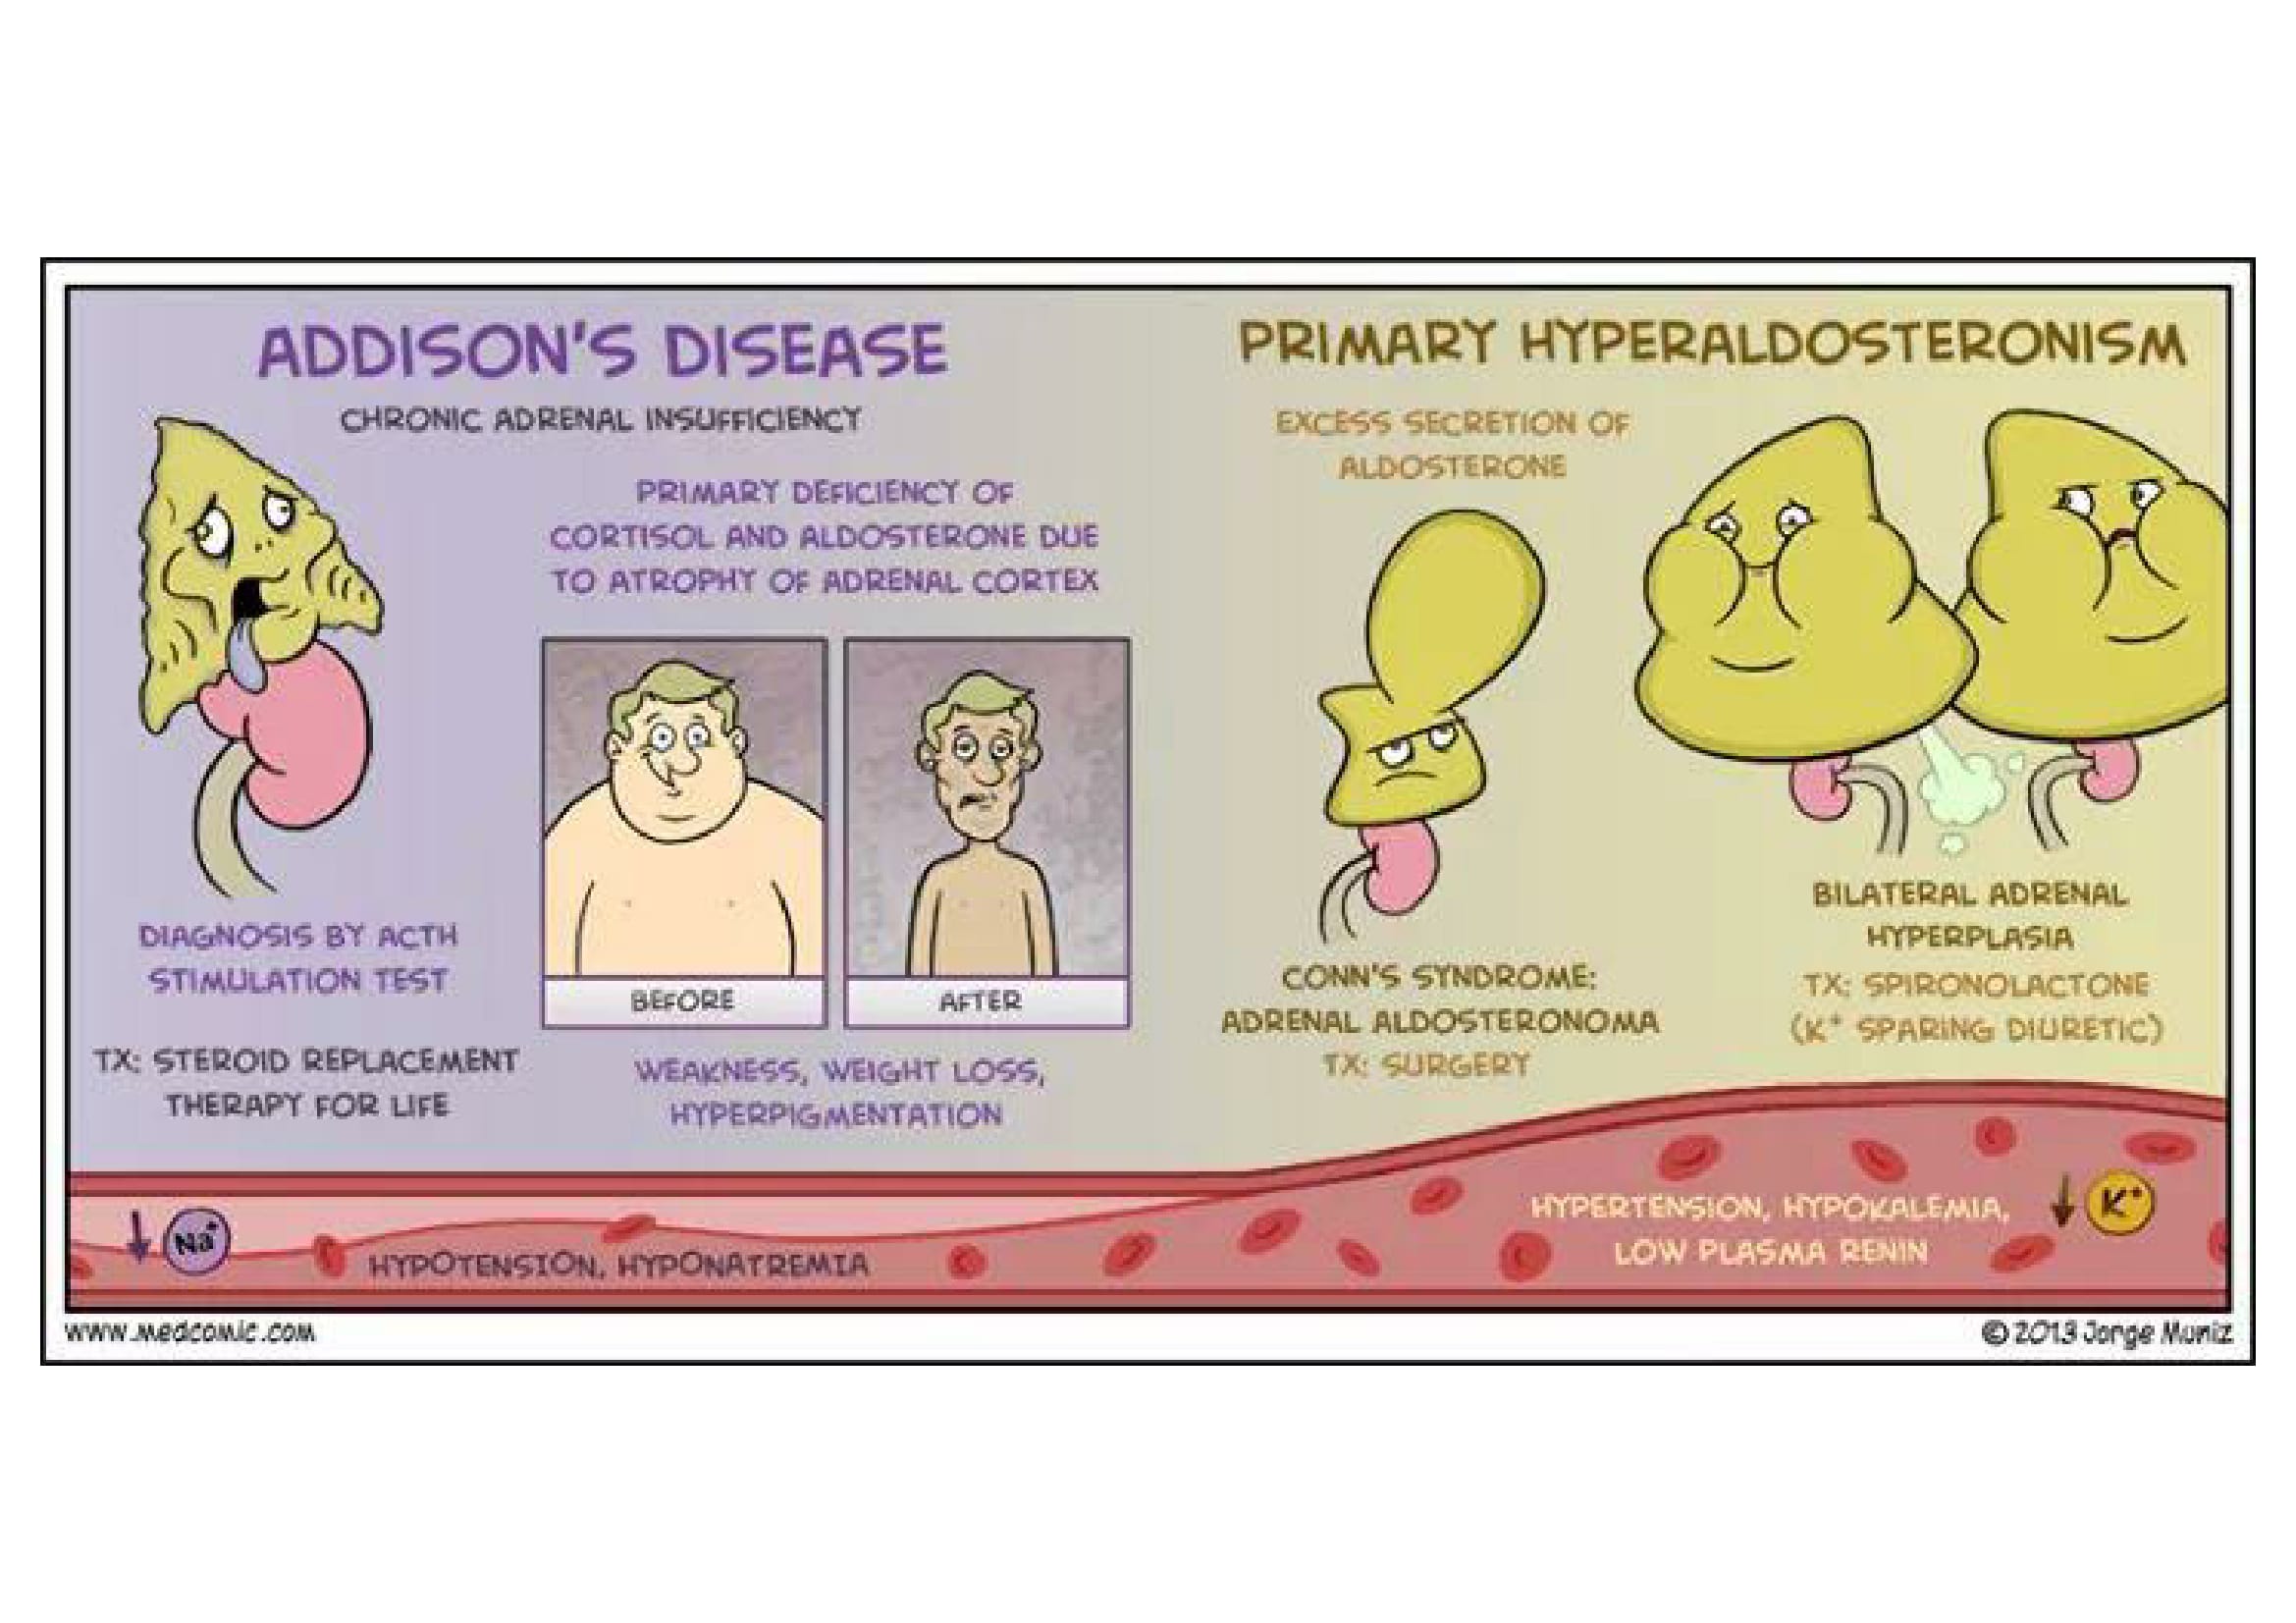 ADDISON'S DISEASE
CHRONIC ADRENAL INSUFFICIENCY
PRIMARY DEFICIENCY OF
CORTISOL AND ALDOSTERONE DUE
TO ATROPHY OF ADRENAL CORTEX
BEFORE
AFTER
DIAGNOSIS BY ACTH
STIMULATION TEST
TX: STEROID REPLACEMENT
THERAPY FOR LIFE
WEAKNESS, WEIGHT LOSS,
HYPERPIGMENTATION
Na+
HYPOTENSION, HYPONATREMIA
PRIMARY HYPERALDOSTERONISM
EXCESS SECRETION OF
ALDOSTERONE
CONN'S SYNDROME:
ADRENAL ALDOSTERONOMA
TX: SURGERY
BILATERAL ADRENAL
HYPERPLASIA
TX: SPIRONOLACTONE
(K+ SPARING DIURETIC)
HYPERTENSION, HYPOKALEMIA,
LOW PLASMA RENIN
K+
www.medcomic.com
© 2013 Jorge Muniz